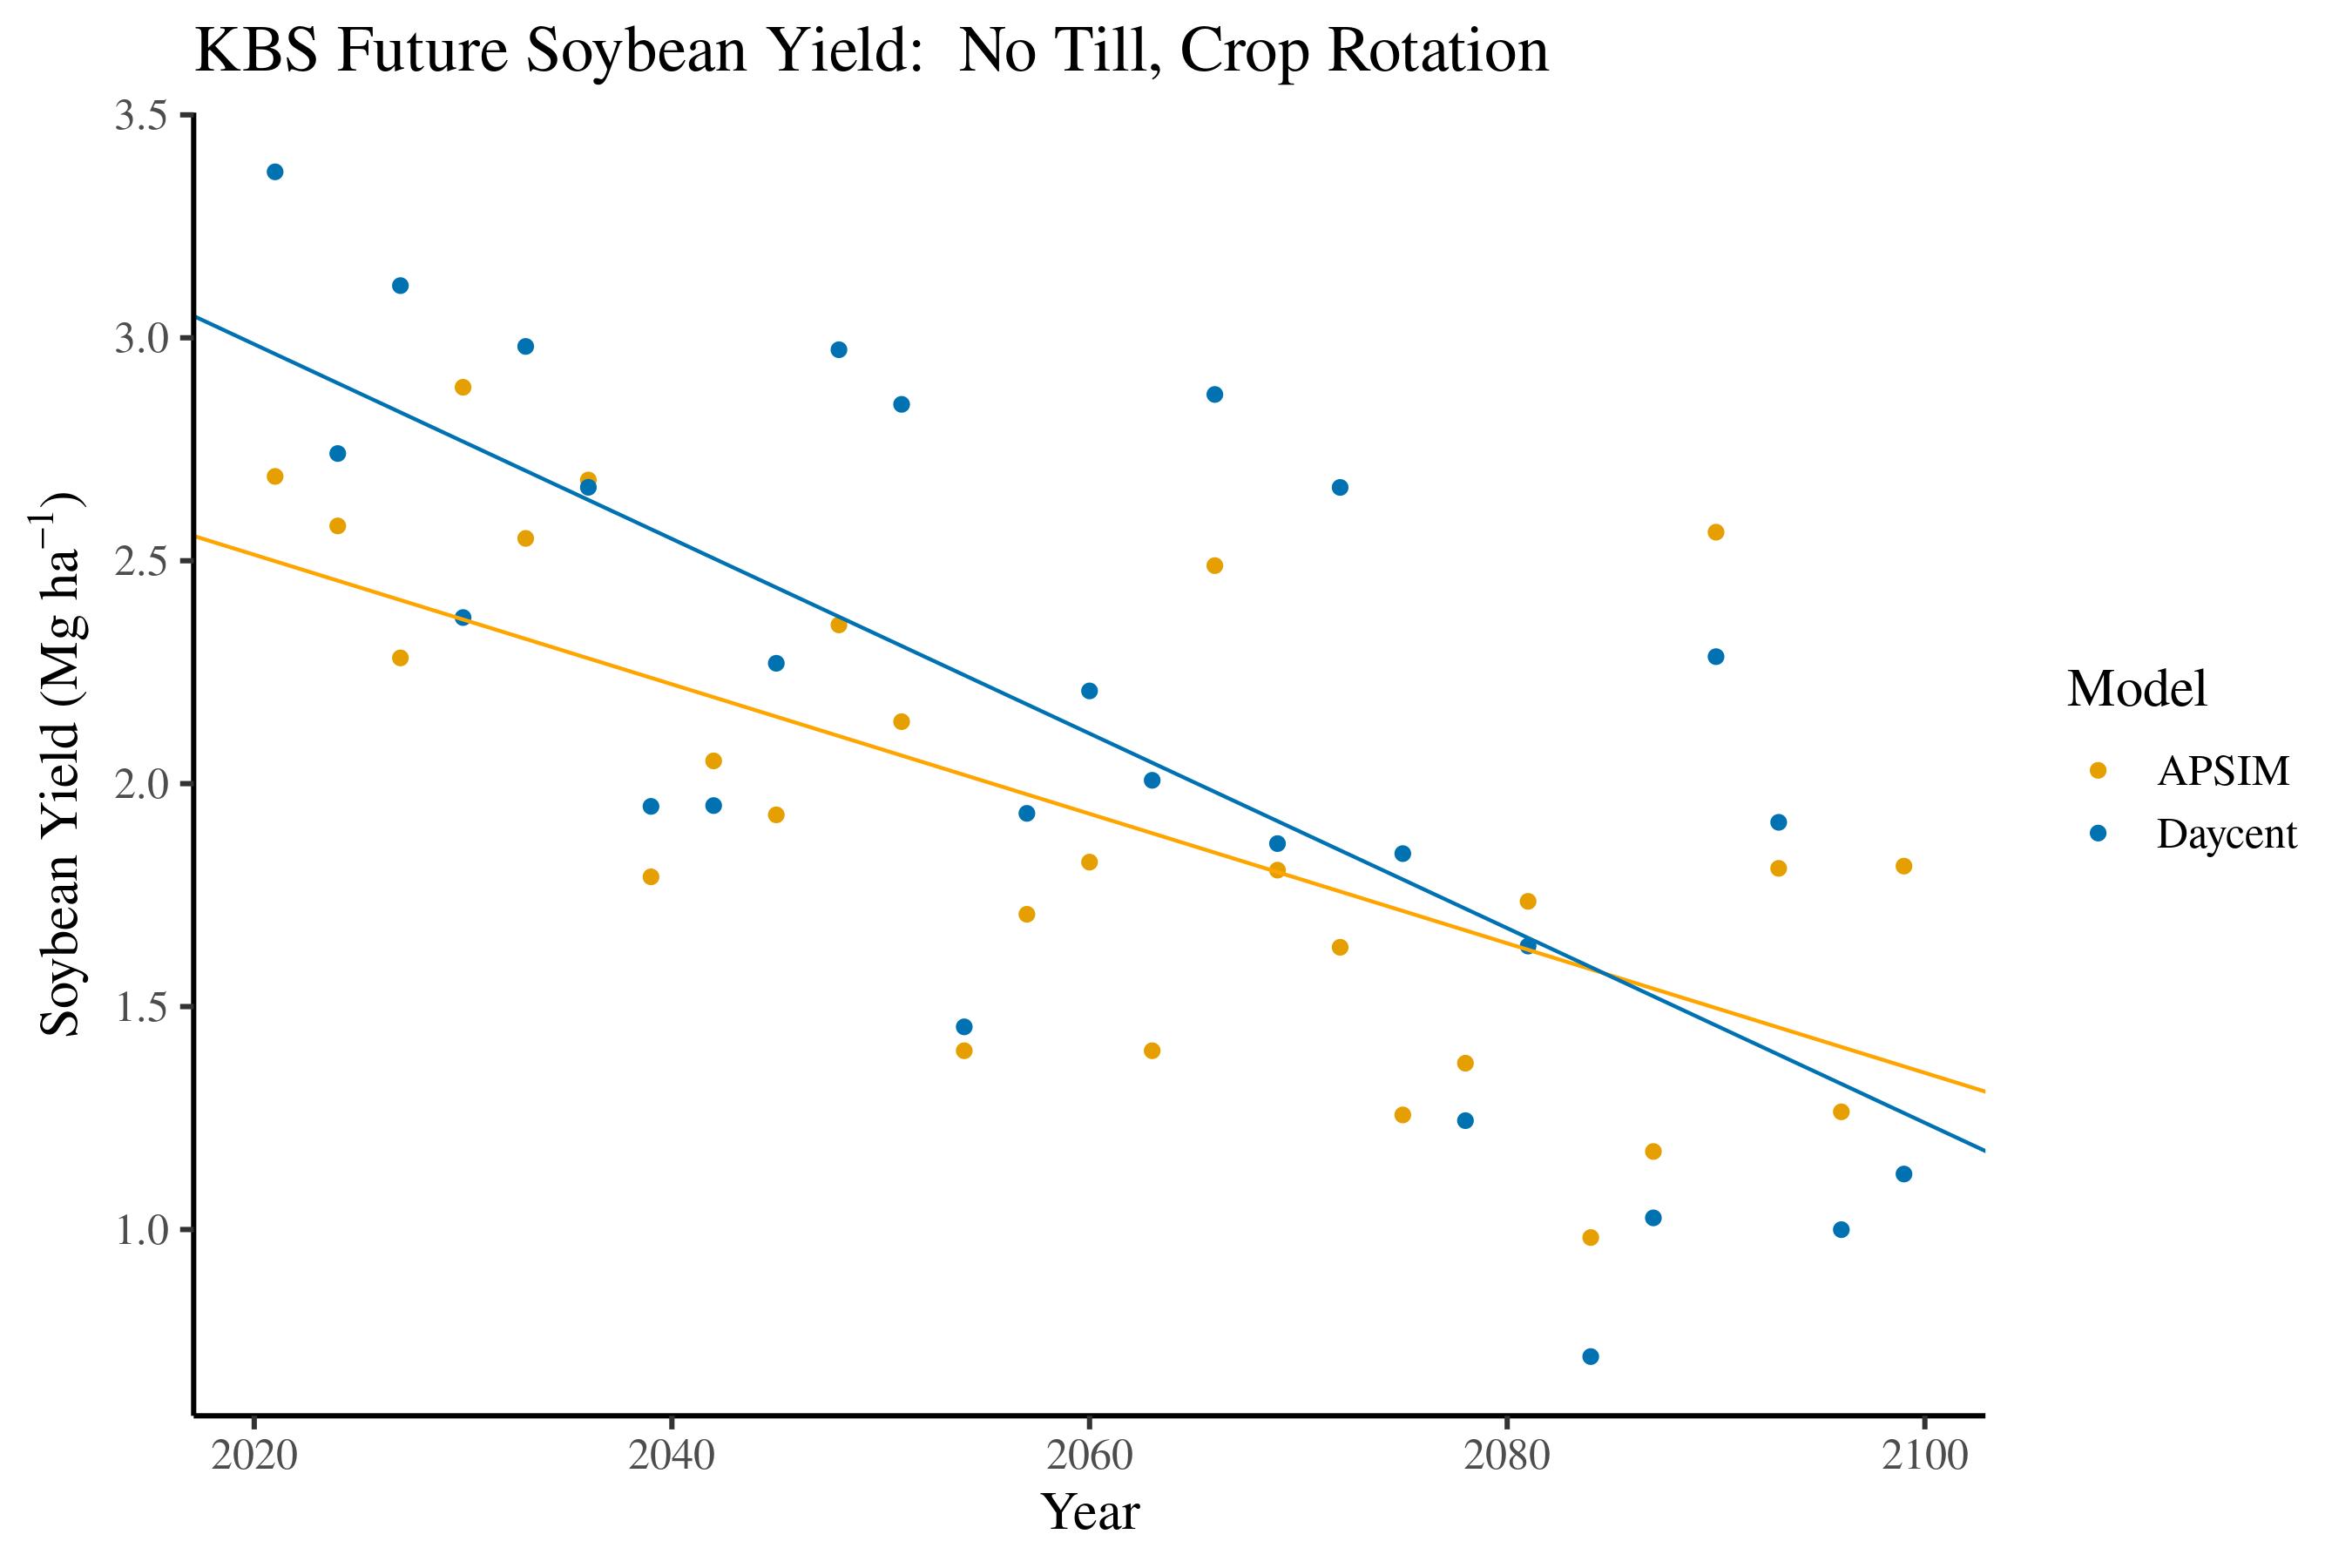 KBS Future Soybean Yield:  No Till, Crop Rotation
3.5
3.0
2.5
2.0
1.5
1.0
Soybean Yield (Mg ha⁻¹)
2020 2040 2060 2080 2100
Year
Model
APSIM
Daycent